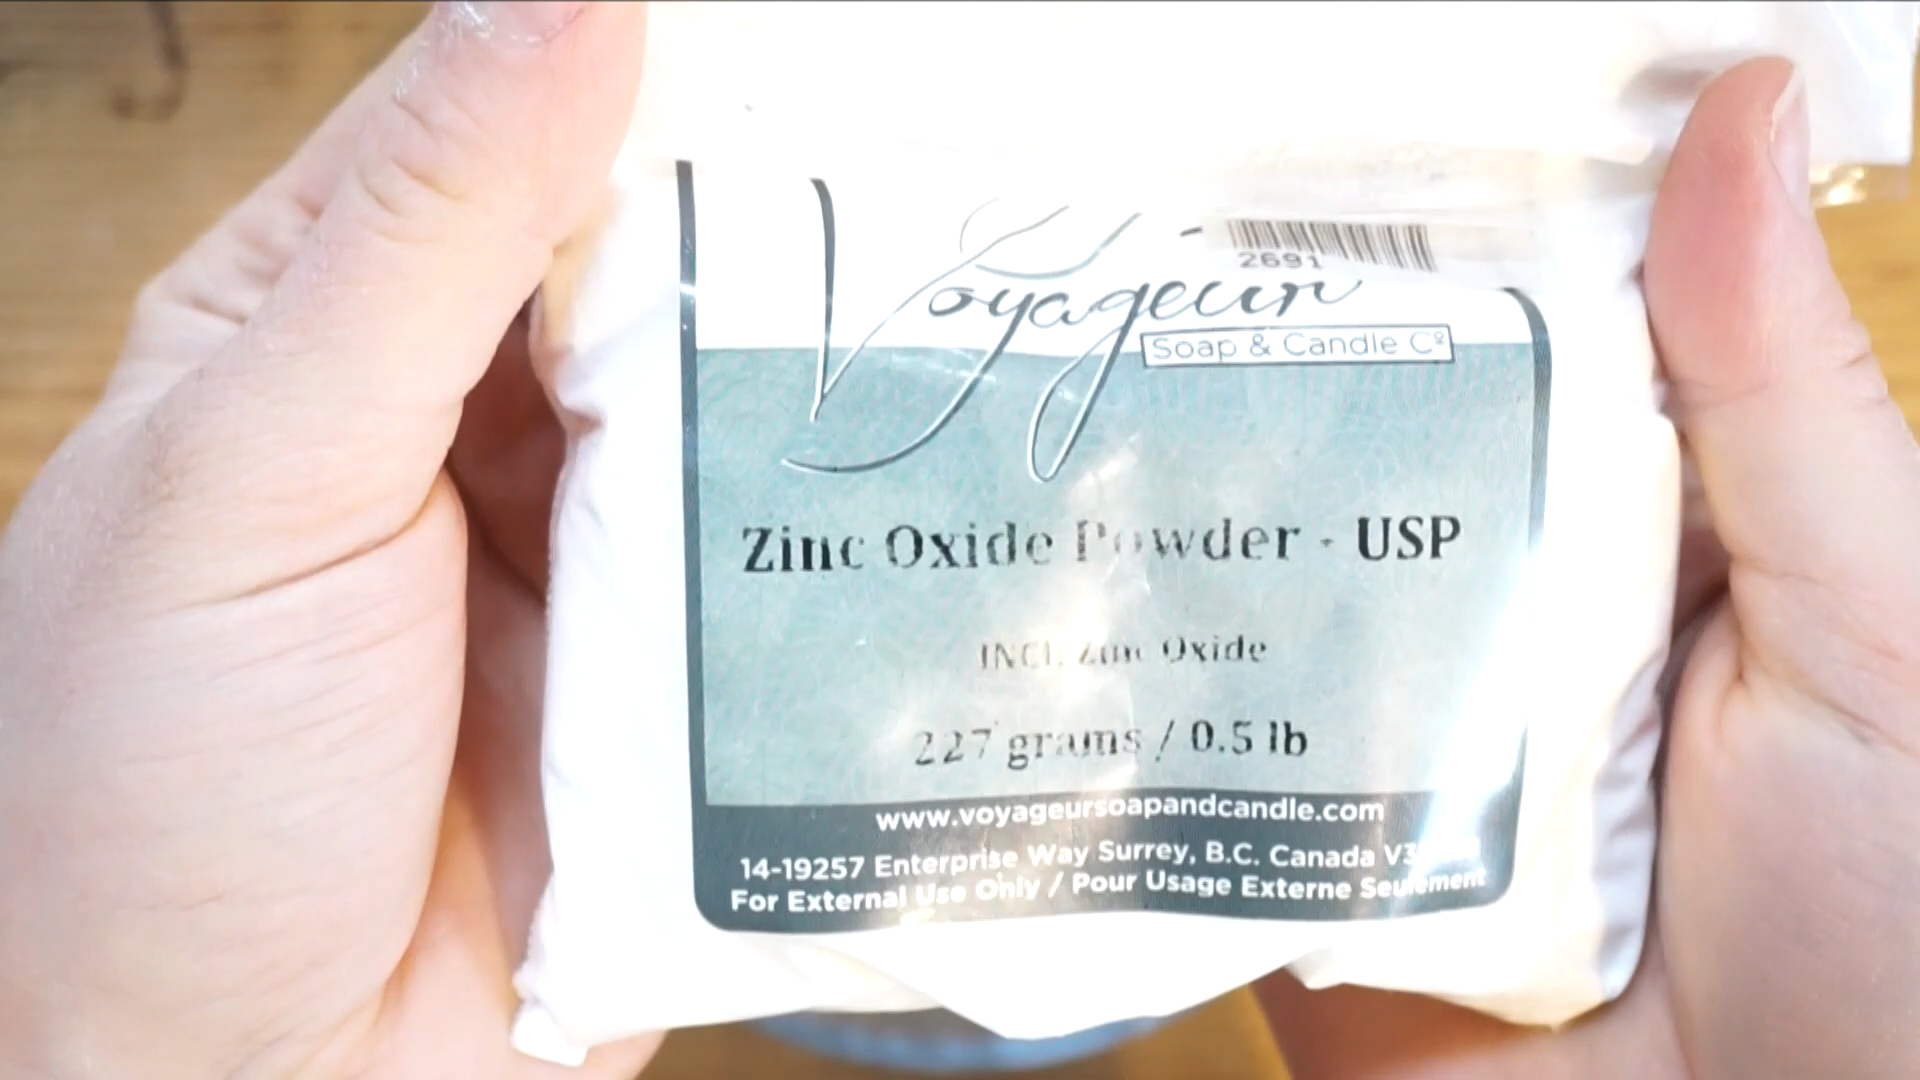 2691
Voyageur
Soap & Candle Cº
Zinc Oxide Powder - USP
INCI: Zinc Oxide
227 grams / 0.5 lb
www.voyageursoapandcandle.com
14-19257 Enterprise Way Surrey, B.C. Canada
For External Use Only / Pour Usage Externe Seulement